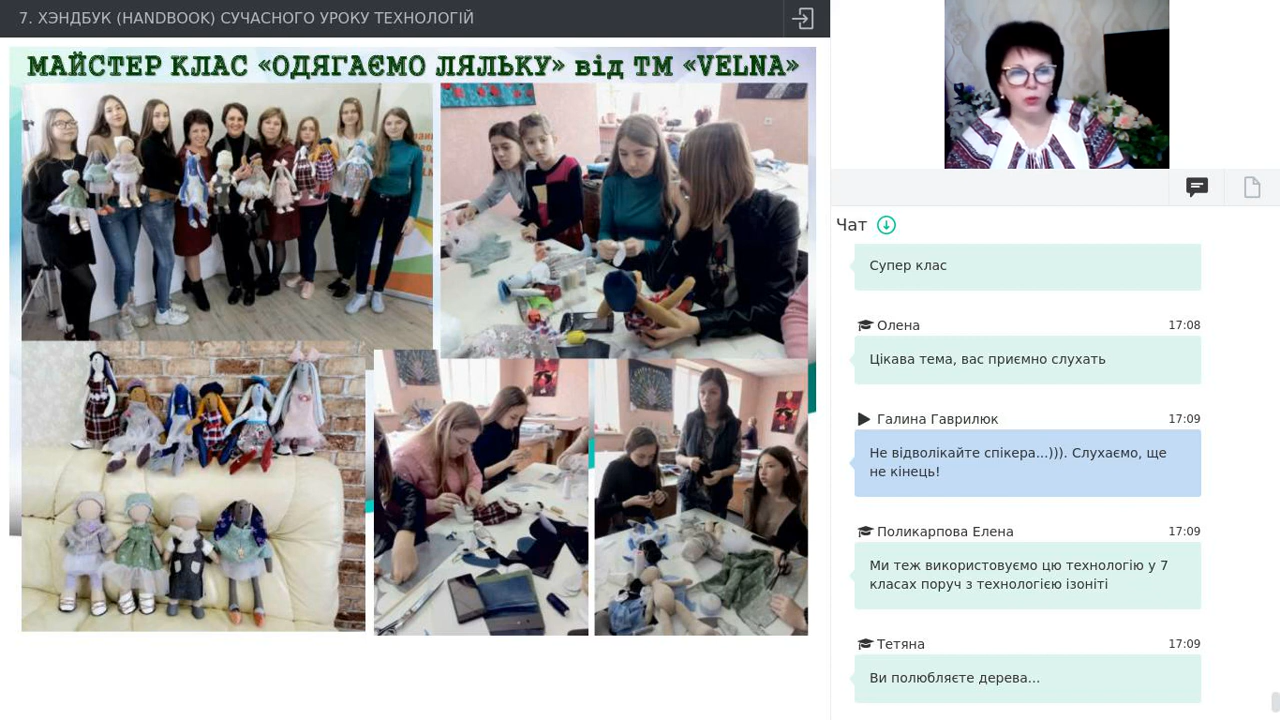 7. ХЭНДБУК (HANDBOOK) СУЧАСНОГО УРОКУ ТЕХНОЛОГІЙ
МАЙСТЕР КЛАС «ОДЯГАЄМО ЛЯЛЬКУ» від ТМ «VELNA»
Чат
Супер клас
Олена 17:08
Цікава тема, вас приємно слухать
Галина Гаврилюк 17:09
Не відволікайте спікера...))). Слухаємо, ще
не кінець!
Поликарпова Елена 17:09
Ми теж використовуємо цю технологію у 7
класах поруч з технологією ізоніті
Тетяна 17:09
Ви полюбляєте дерева...